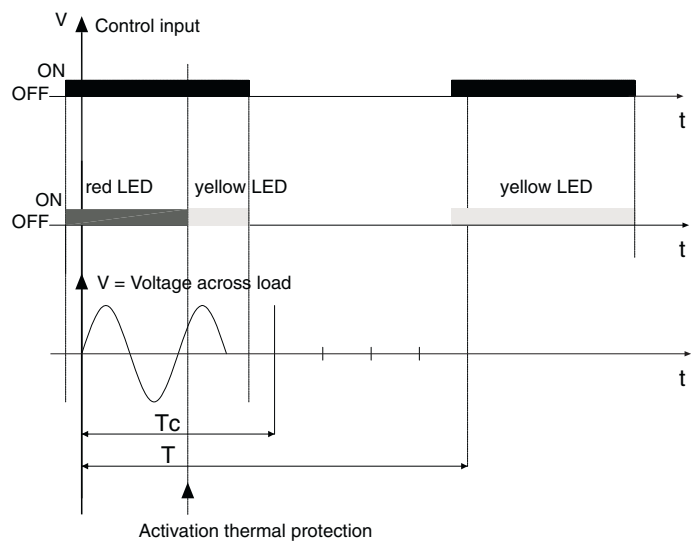 V
Control input
ON
OFF
t
red LED yellow LED yellow LED
ON
OFF
t
V = Voltage across load
t
Tc
T
Activation thermal protection